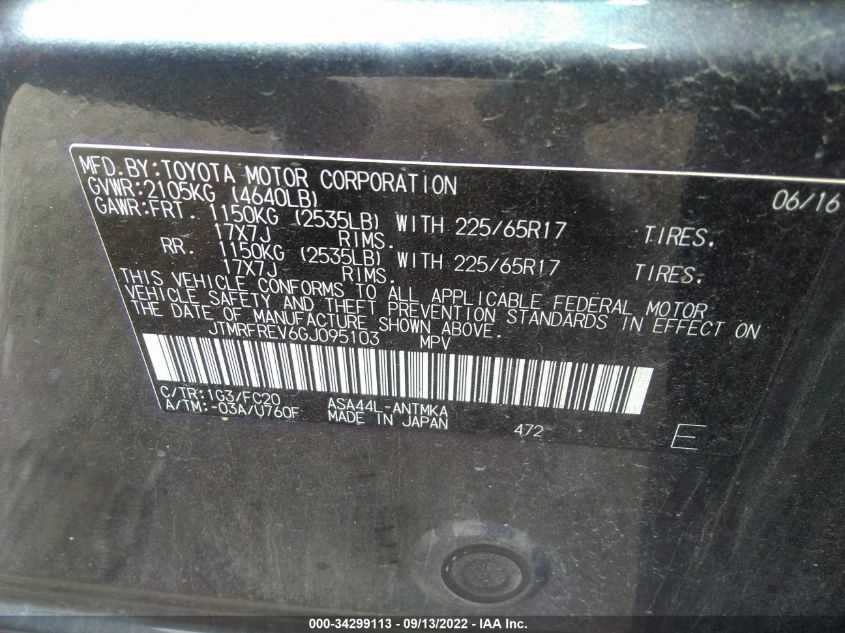 MFD.BY:TOYOTA MOTOR CORPORATION 06/16
GVWR:2105KG (4640LB)
GAWR:FRT. 1150KG (2535LB) WITH 225/65R17 TIRES.
17X7J RIMS.
RR. 1150KG (2535LB) WITH 225/65R17 TIRES.
17X7J RIMS.
THIS VEHICLE CONFORMS TO ALL APPLICABLE FEDERAL MOTOR
VEHICLE SAFETY AND THEFT PREVENTION STANDARDS IN EFFECT ON
THE DATE OF MANUFACTURE SHOWN ABOVE.
JTMRFREV6GJ095103 MPV
C/TR:1G3/FC20 ASA44L-ANTMKA
A/TM:-03A/U760F MADE IN JAPAN 472 E
000-34299113 - 09/13/2022 - IAA Inc.